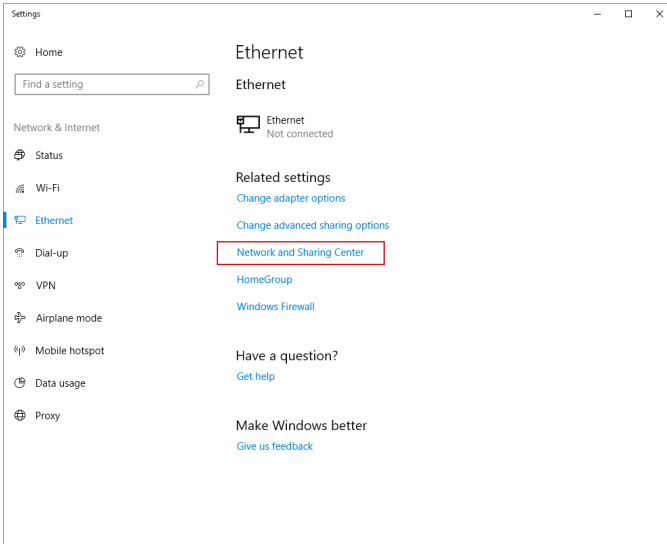 Settings
Home
Find a setting
Network & Internet
Status
Wi-Fi
Ethernet
Dial-up
VPN
Airplane mode
Mobile hotspot
Data usage
Proxy
Ethernet
Ethernet
Ethernet
Not connected
Related settings
Change adapter options
Change advanced sharing options
Network and Sharing Center
HomeGroup
Windows Firewall
Have a question?
Get help
Make Windows better
Give us feedback